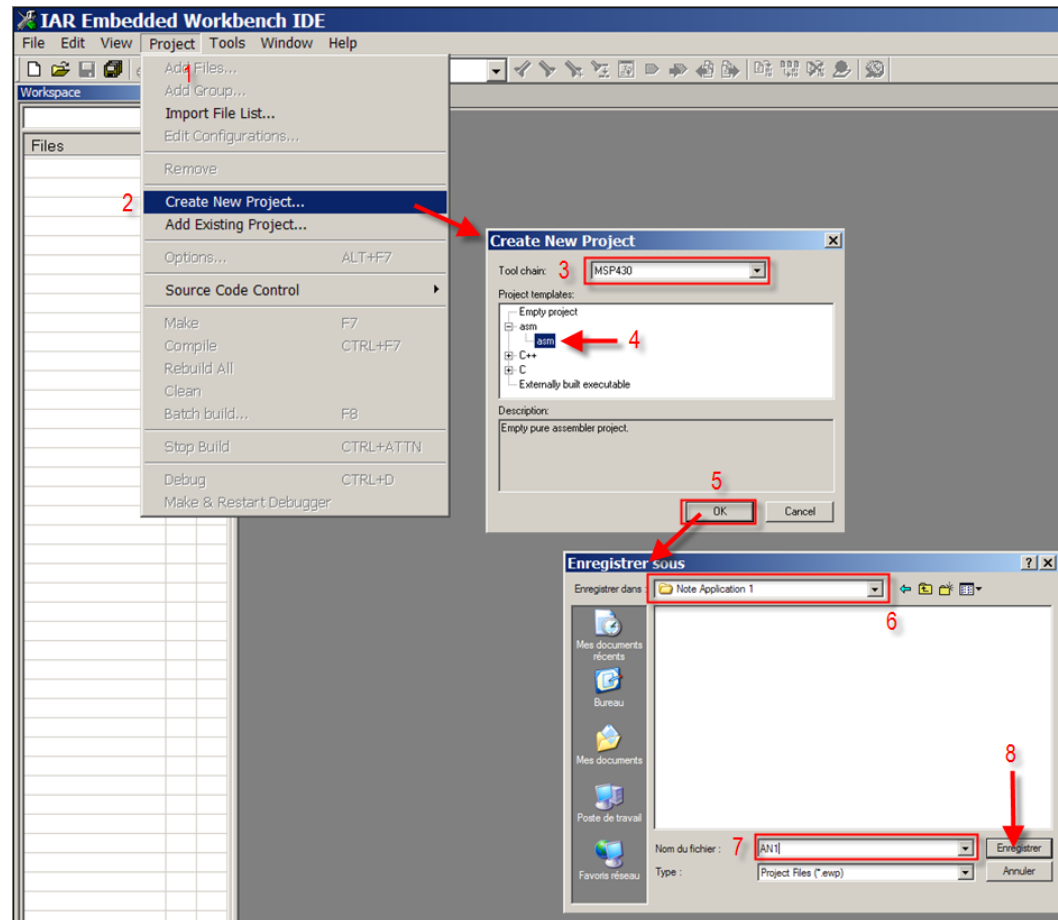 IAR Embedded Workbench IDE
File Edit View Project Tools Window Help
1
Workspace
Files
Add Files...
Add Group...
Import File List...
Edit Configurations...
Remove
2 Create New Project...
Add Existing Project...
Options... ALT+F7
Source Code Control
Make F7
Compile CTRL+F7
Rebuild All
Clean
Batch build... F8
Stop Build CTRL+ATTN
Debug CTRL+D
Make & Restart Debugger
Create New Project
Tool chain: 3 MSP430
Project templates:
Empty project
asm
asm 4
C++
C
Externally built executable
Description:
Empty pure assembler project.
5
OK Cancel
Enregistrer sous
Enregistrer dans : Note Application 1
6
Mes documents
récents
Bureau
Mes documents
Poste de travail
Favoris réseau
8
Nom du fichier : 7 AN1 Enregistrer
Type : Project Files (*.ewp) Annuler